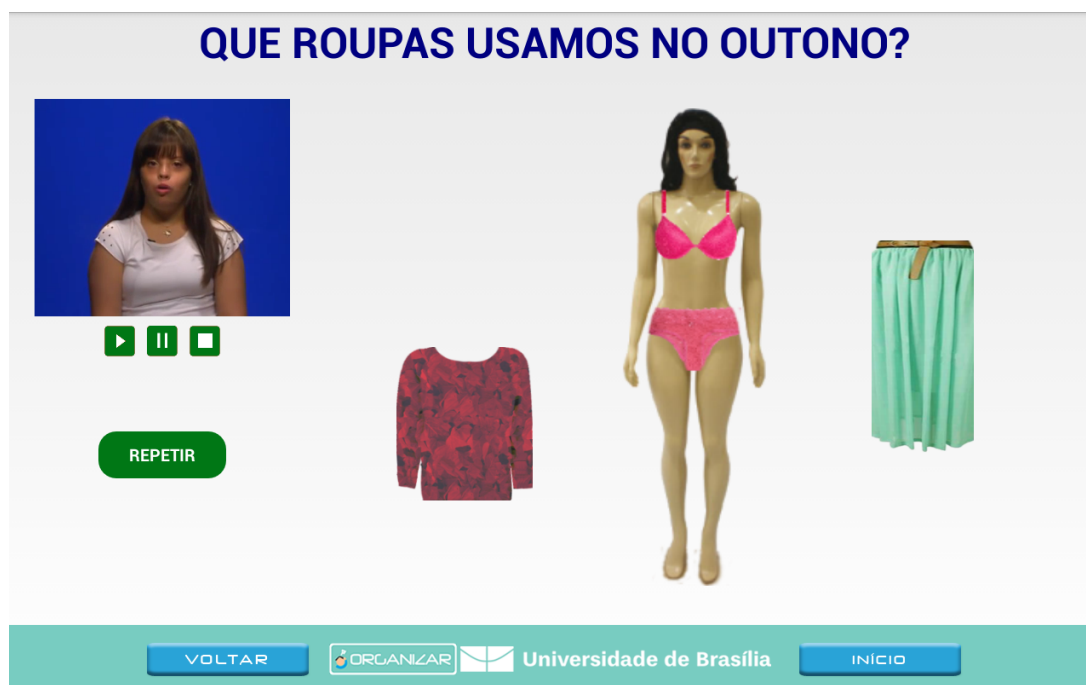 QUE ROUPAS USAMOS NO OUTONO?
REPETIR
VOLTAR
ORGANIZAR
Universidade de Brasília
INÍCIO